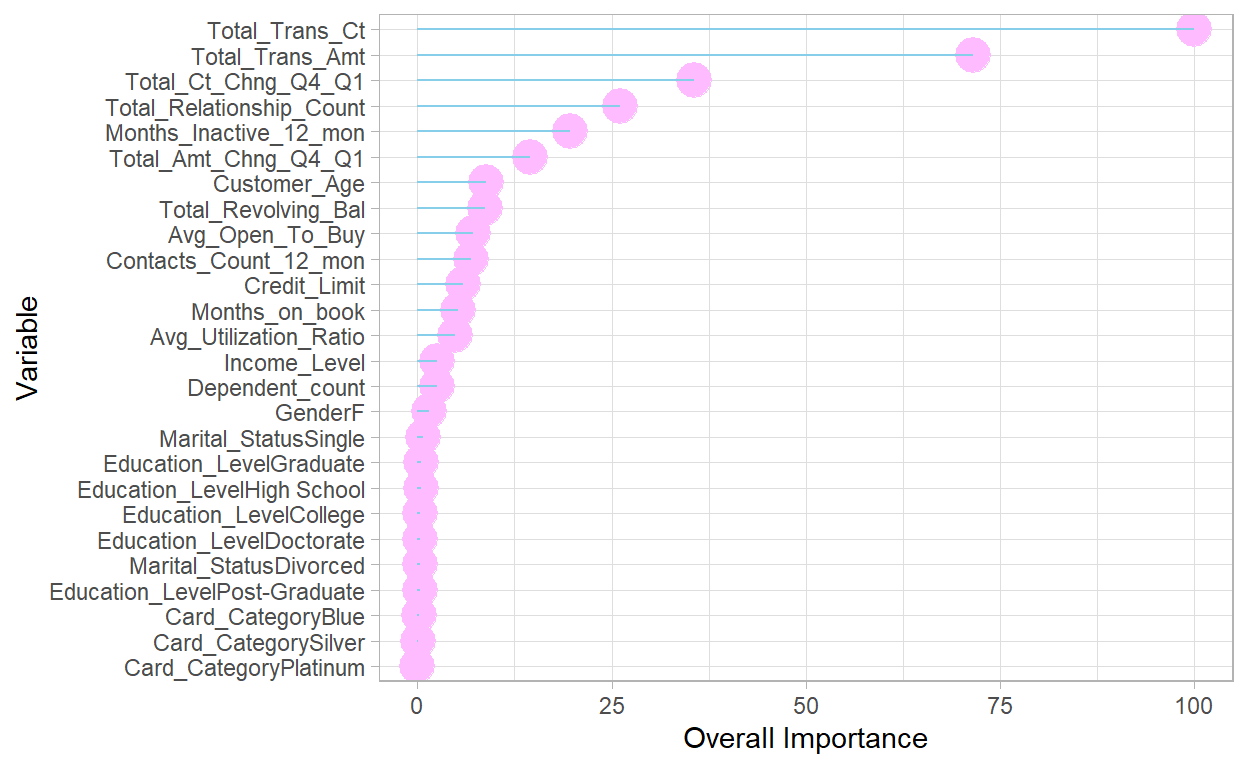 Total_Trans_Ct
Total_Trans_Amt
Total_Ct_Chng_Q4_Q1
Total_Relationship_Count
Months_Inactive_12_mon
Total_Amt_Chng_Q4_Q1
Customer_Age
Total_Revolving_Bal
Avg_Open_To_Buy
Contacts_Count_12_mon
Credit_Limit
Months_on_book
Avg_Utilization_Ratio
Income_Level
Dependent_count
GenderF
Marital_StatusSingle
Education_LevelGraduate
Education_LevelHigh School
Education_LevelCollege
Education_LevelDoctorate
Marital_StatusDivorced
Education_LevelPost-Graduate
Card_CategoryBlue
Card_CategorySilver
Card_CategoryPlatinum
Variable
0 25 50 75 100
Overall Importance